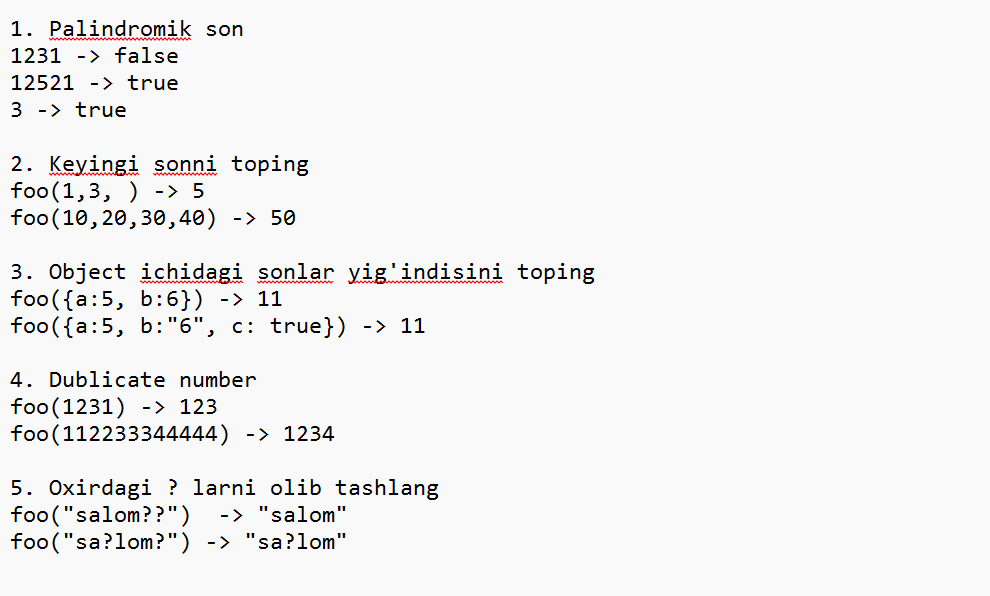 1. Palindromik son
1231 -> false
12521 -> true
3 -> true
2. Keyingi sonni toping
foo(1,3, ) -> 5
foo(10,20,30,40) -> 50
3. Object ichidagi sonlar yig'indisini toping
foo({a:5, b:6}) -> 11
foo({a:5, b:"6", c: true}) -> 11
4. Dublicate number
foo(1231) -> 123
foo(112233344444) -> 1234
5. Oxirdagi ? larni olib tashlang
foo("salom??")  -> "salom"
foo("sa?lom?") -> "sa?lom"